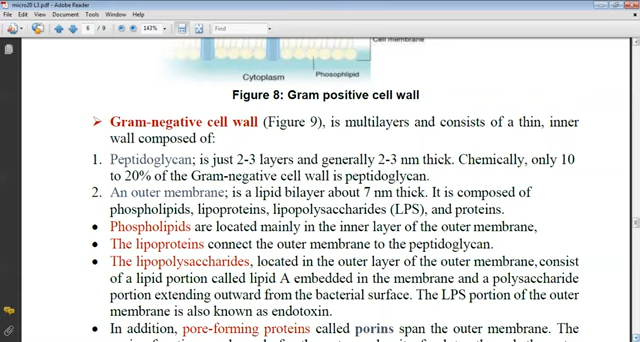 micro20 L3.pdf - Adobe Reader
File Edit View Document Tools Window Help
6 / 9 143% Find
Cell membrane
Cytoplasm
Phosoplipid
Figure 8: Gram positive cell wall
➢ Gram-negative cell wall (Figure 9), is multilayers and consists of a thin, inner
wall composed of:
1. Peptidoglycan; is just 2-3 layers and generally 2-3 nm thick. Chemically, only 10
to 20% of the Gram-negative cell wall is peptidoglycan.
2. An outer membrane; is a lipid bilayer about 7 nm thick. It is composed of
phospholipids, lipoproteins, lipopolysaccharides (LPS), and proteins.
• Phospholipids are located mainly in the inner layer of the outer membrane,
• The lipoproteins connect the outer membrane to the peptidoglycan.
• The lipopolysaccharides, located in the outer layer of the outer membrane, consist
of a lipid portion called lipid A embedded in the membrane and a polysaccharide
portion extending outward from the bacterial surface. The LPS portion of the outer
membrane is also known as endotoxin.
• In addition, pore-forming proteins called porins span the outer membrane. The